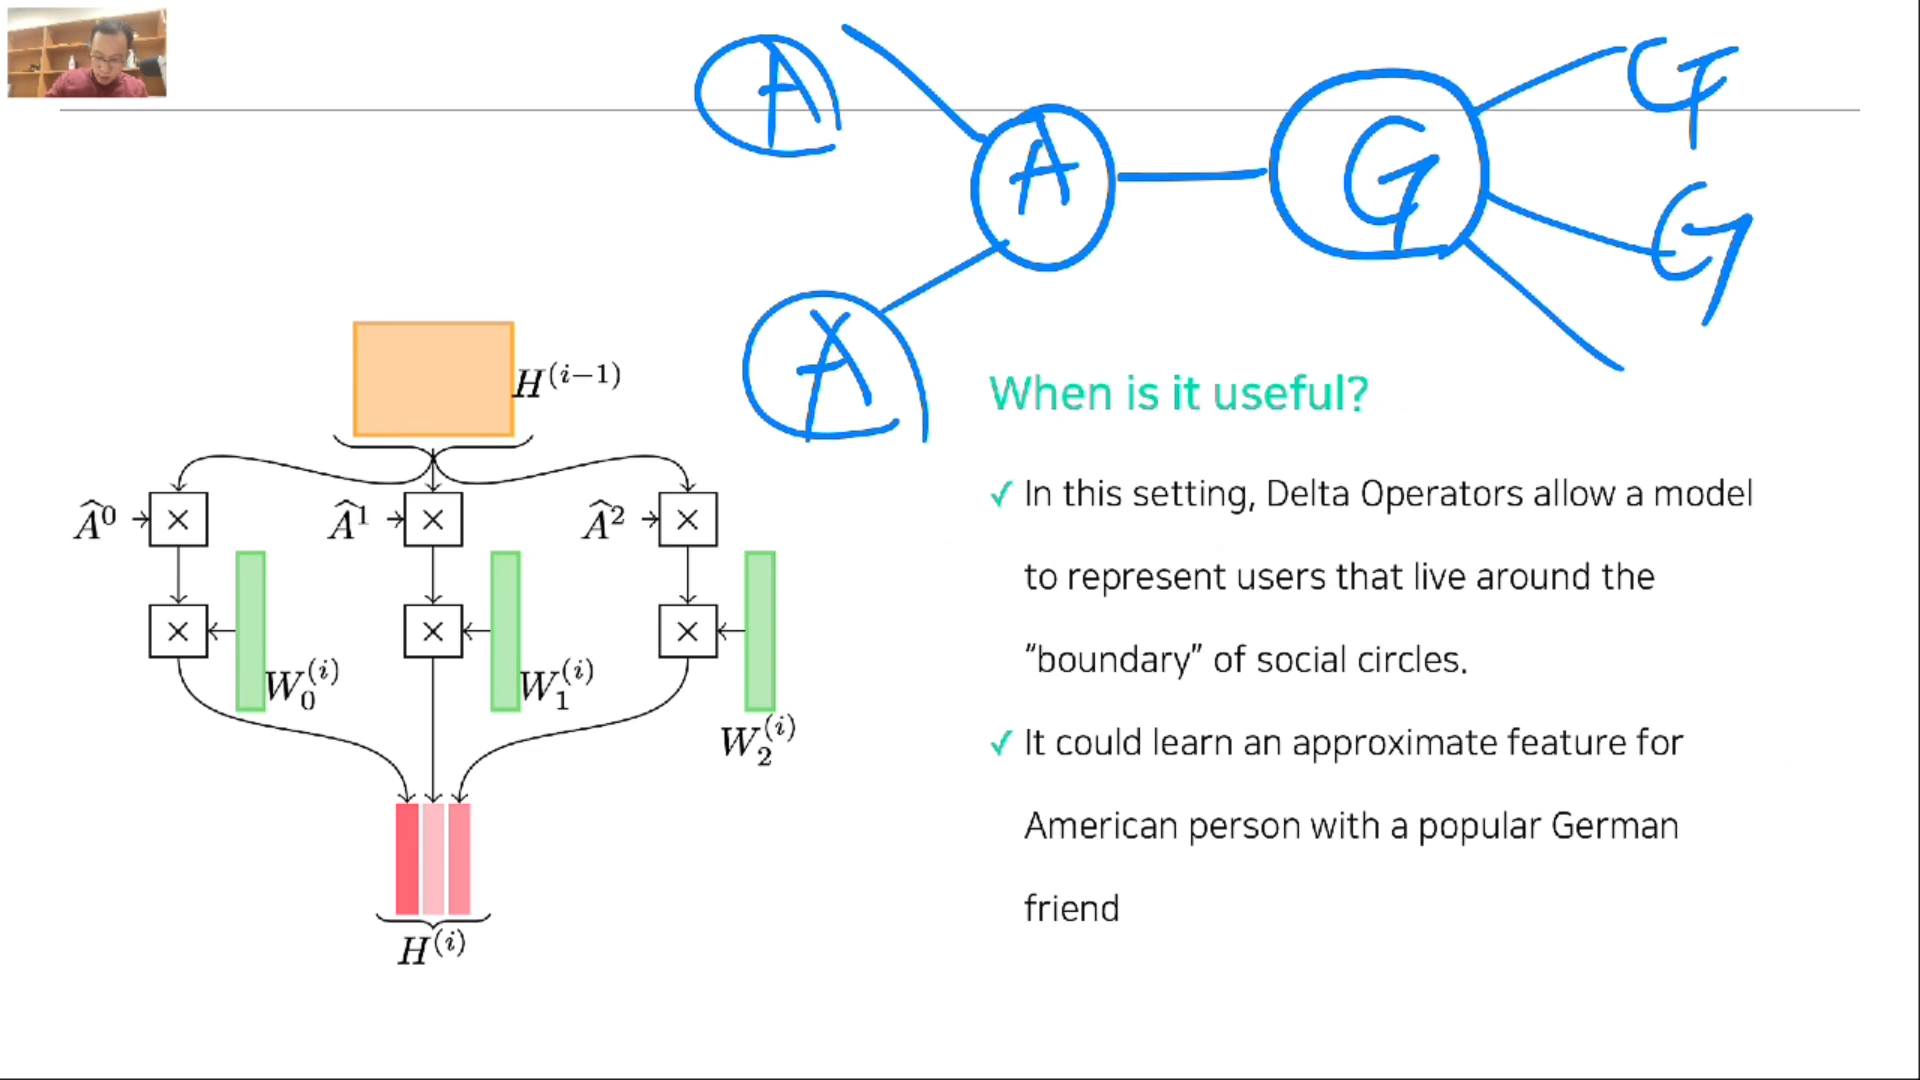 A
A
G
G
G
A
H^(i−1)
When is it useful?
Â^0
Â^1
Â^2
✓ In this setting, Delta Operators allow a model
to represent users that live around the
"boundary" of social circles.
W_0^(i)
W_1^(i)
W_2^(i)
✓ It could learn an approximate feature for
American person with a popular German
friend
H^(i)